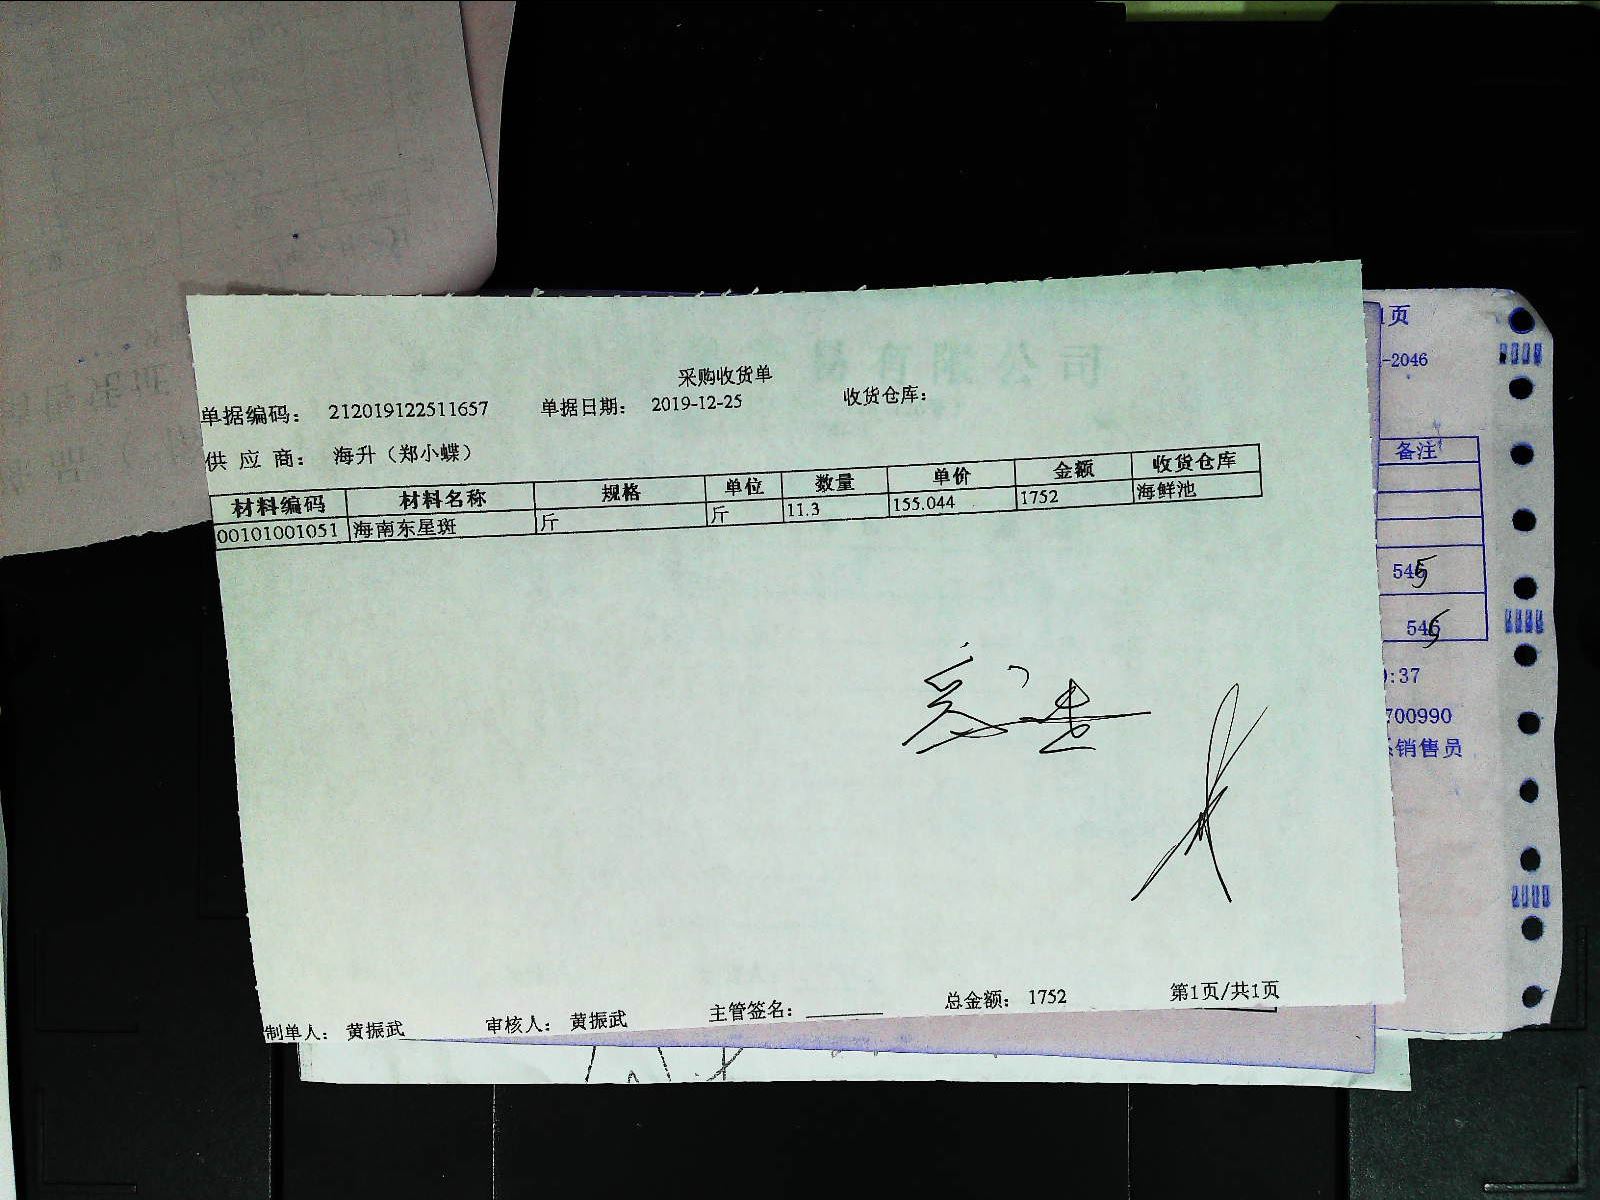 采购收货单
单据编码： 212019122511657 单据日期： 2019-12-25 收货仓库：
供 应 商： 海升（郑小蝶）
材料编码 材料名称 规格 单位 数量 单价 金额 收货仓库
00101001051 海南东星斑 斤 斤 11.3 155.044 1752 海鲜池
制单人： 黄振武 审核人： 黄振武 主管签名： 总金额： 1752 第1页/共1页
易有限公司
1页
-2046
备注
:37
700990
销售员